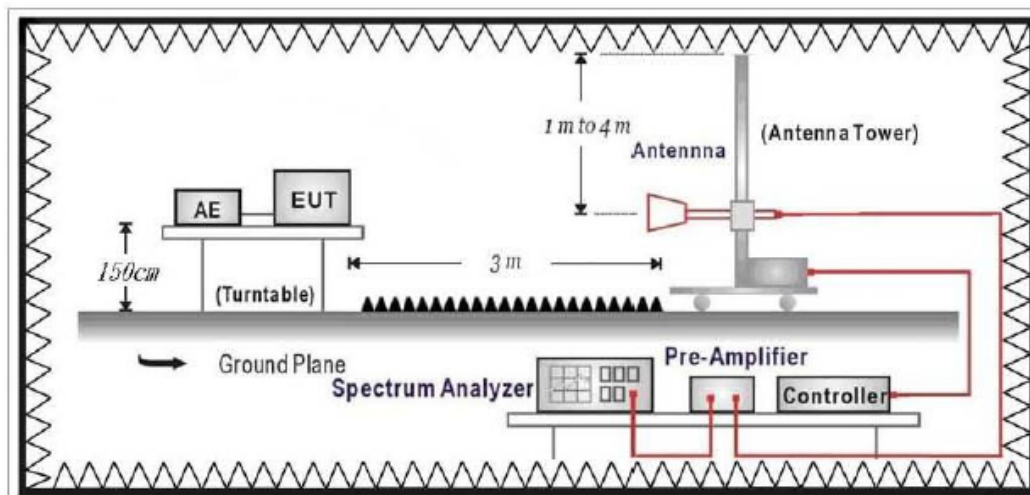 1 m to 4 m
(Antenna Tower)
Antennna
AE
EUT
150cm
3 m
(Turntable)
Ground Plane
Pre-Amplifier
Spectrum Analyzer
Controller